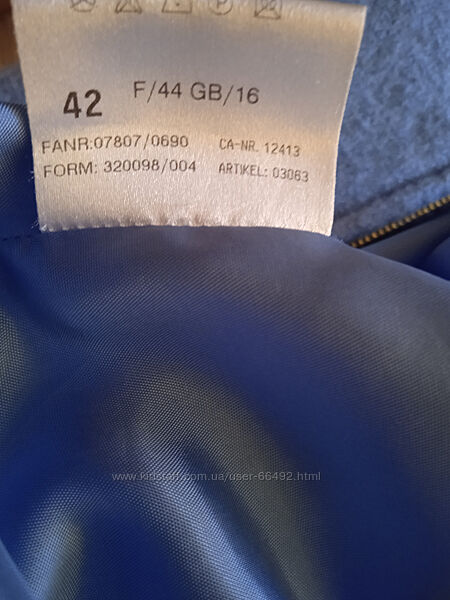 42 F/44 GB/16
FANR:07807/0690 CA-NR. 12413
FORM: 320098/004 ARTIKEL: 03063
www.kidstaff.com.ua/user-66492.html